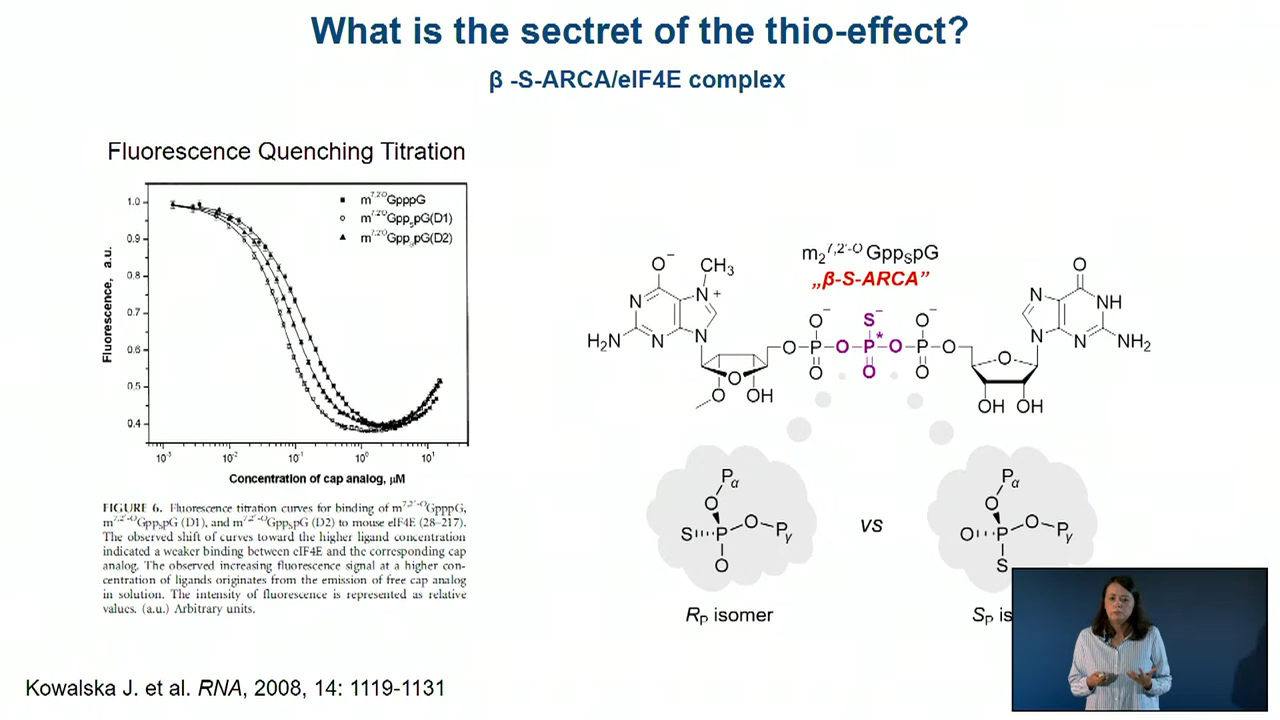 What is the sectret of the thio-effect?
β -S-ARCA/eIF4E complex
Fluorescence Quenching Titration
Fluorescence, a.u.
1.0
0.9
0.8
0.7
0.6
0.5
0.4
m7,2'OGpppG
m7,2'OGppSpG(D1)
m7,2'OGppSpG(D2)
10-3
10-2
10-1
100
101
Concentration of cap analog, μM
FIGURE 6. Fluorescence titration curves for binding of m7,2'-OGpppG,
m7,2'-OGppSpG (D1), and m7,2'-OGppSpG (D2) to mouse eIF4E (28–217).
The observed shift of curves toward the higher ligand concentration
indicated a weaker binding between eIF4E and the corresponding cap
analog. The observed increasing fluorescence signal at a higher con-
centration of ligands originates from the emission of free cap analog
in solution. The intensity of fluorescence is represented as relative
values. (a.u.) Arbitrary units.
m27,2'-O GppSpG
„β-S-ARCA”
O− CH3 O− S− O− O
N N+ N NH
H2N N N O P O P* O P O N N NH2
O O O O O
O OH OH OH
Pα
O
S P O Pγ
O
RP isomer
vs
Pα
O
O P O Pγ
S
SP is
Kowalska J. et al. RNA, 2008, 14: 1119-1131